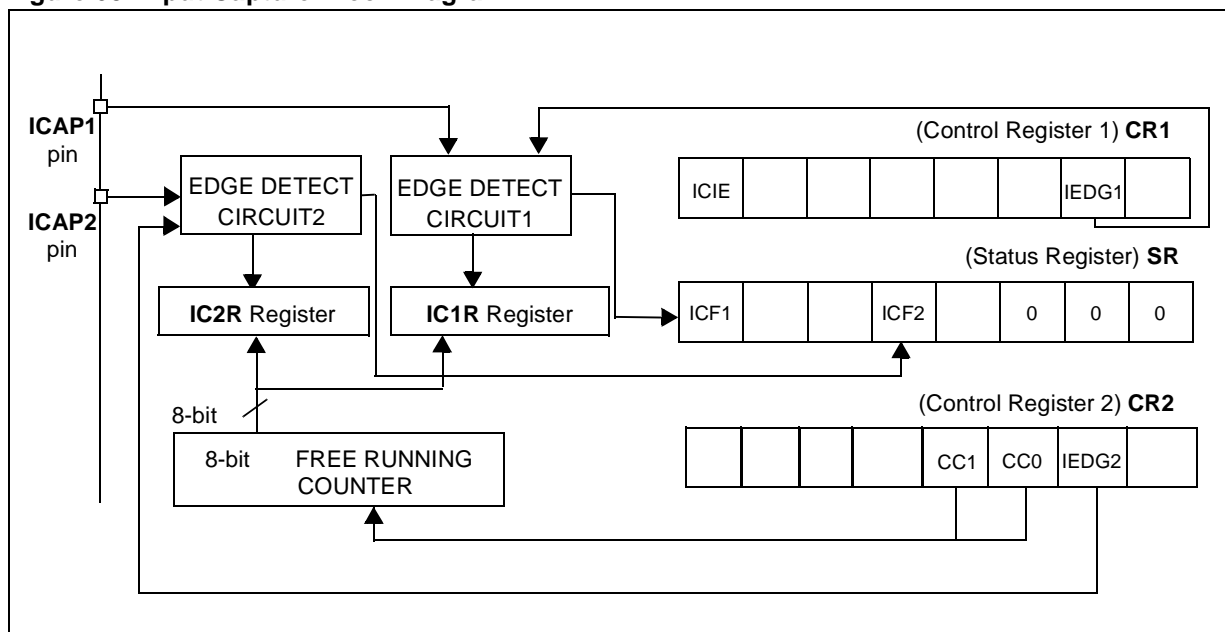 ICAP1
pin
ICAP2
pin
EDGE DETECT
CIRCUIT2
EDGE DETECT
CIRCUIT1
IC2R Register
IC1R Register
8-bit
8-bit FREE RUNNING
COUNTER
(Control Register 1) CR1
ICIE IEDG1
(Status Register) SR
ICF1 ICF2 0 0 0
(Control Register 2) CR2
CC1 CC0 IEDG2